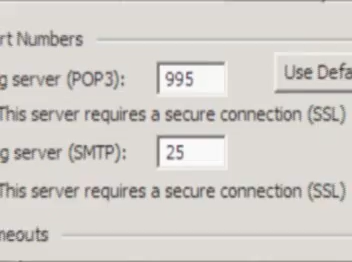 rt Numbers
g server (POP3): 995 Use Defa
This server requires a secure connection (SSL)
g server (SMTP): 25
This server requires a secure connection (SSL)
meouts